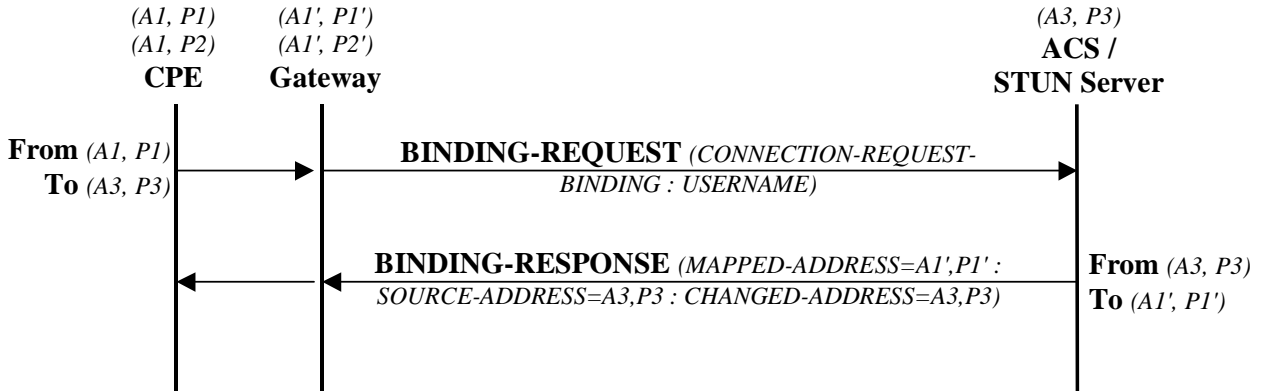 (A1, P1) (A1', P1') (A3, P3)
(A1, P2) (A1', P2') ACS /
CPE Gateway STUN Server
From (A1, P1)
To (A3, P3)
BINDING-REQUEST (CONNECTION-REQUEST-
BINDING : USERNAME)
BINDING-RESPONSE (MAPPED-ADDRESS=A1',P1' :
SOURCE-ADDRESS=A3,P3 : CHANGED-ADDRESS=A3,P3)
From (A3, P3)
To (A1', P1')